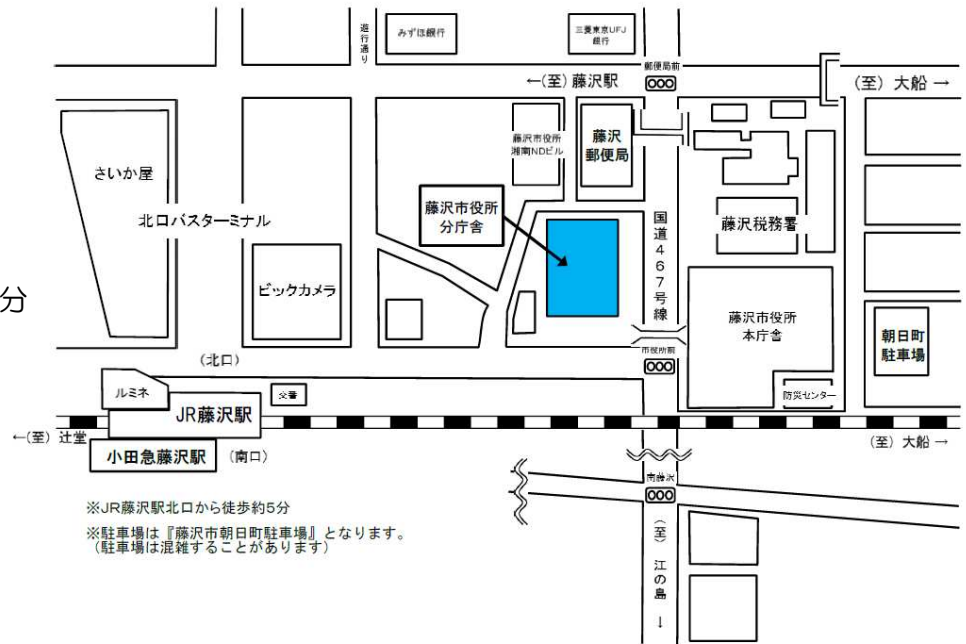 遊行通り
みずほ銀行
三菱東京UFJ
銀行
郵便局前
←(至)藤沢駅
(至)大船→
藤沢市役所
湘南NDビル
藤沢
郵便局
さいか屋
北口バスターミナル
藤沢市役所
分庁舎
国道467号線
藤沢税務署
分
ビックカメラ
藤沢市役所
本庁舎
朝日町
駐車場
市役所前
(北口)
ルミネ
交番
防災センター
JR藤沢駅
←(至)辻堂
(至)大船→
小田急藤沢駅
(南口)
南藤沢
※JR藤沢駅北口から徒歩約5分
※駐車場は『藤沢市朝日町駐車場』となります。
(駐車場は混雑することがあります)
(至)江の島↓